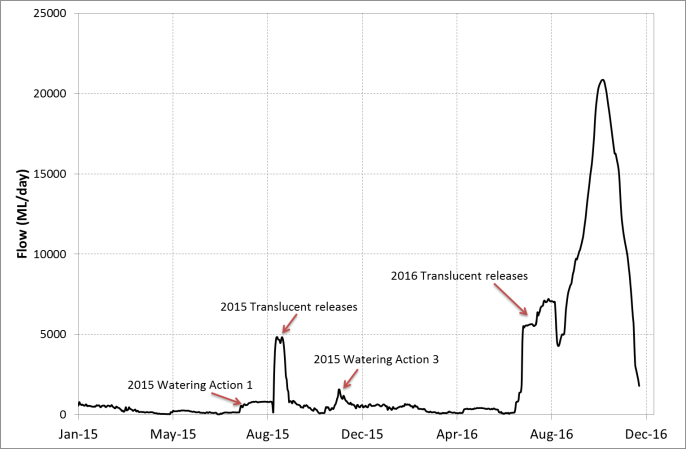 25000
20000
15000
10000
5000
0
Flow (ML/day)
2016 Translucent releases
2015 Translucent releases
2015 Watering Action 3
2015 Watering Action 1
Jan-15 May-15 Aug-15 Dec-15 Apr-16 Aug-16 Dec-16